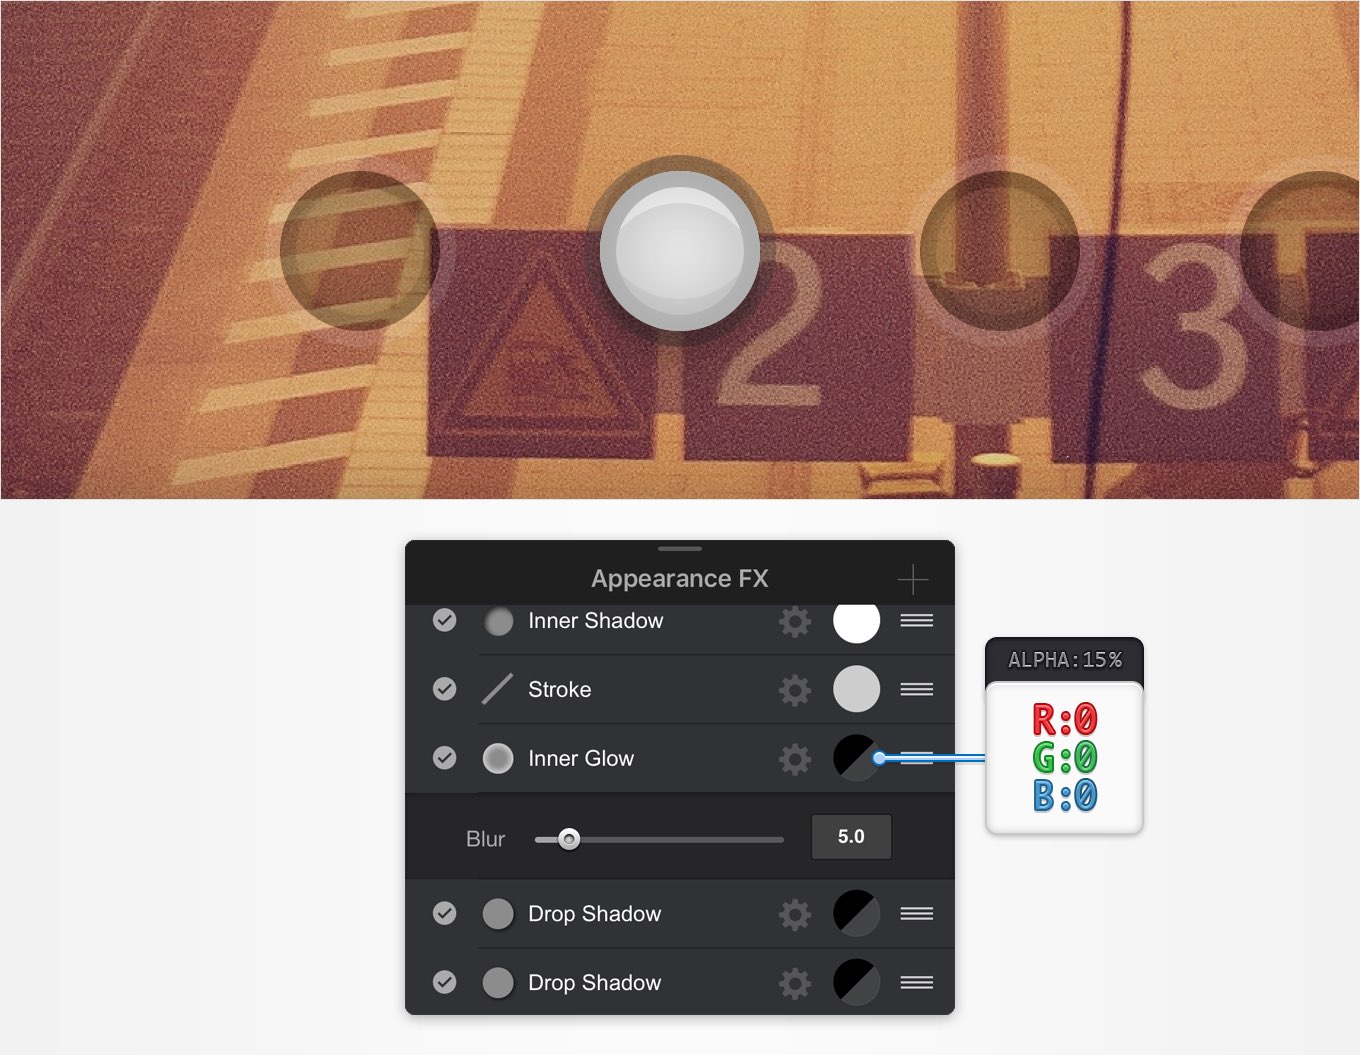 2
3
Appearance FX
Inner Shadow
Stroke
Inner Glow
Blur
5.0
Drop Shadow
Drop Shadow
ALPHA:15%
R:0
G:0
B:0